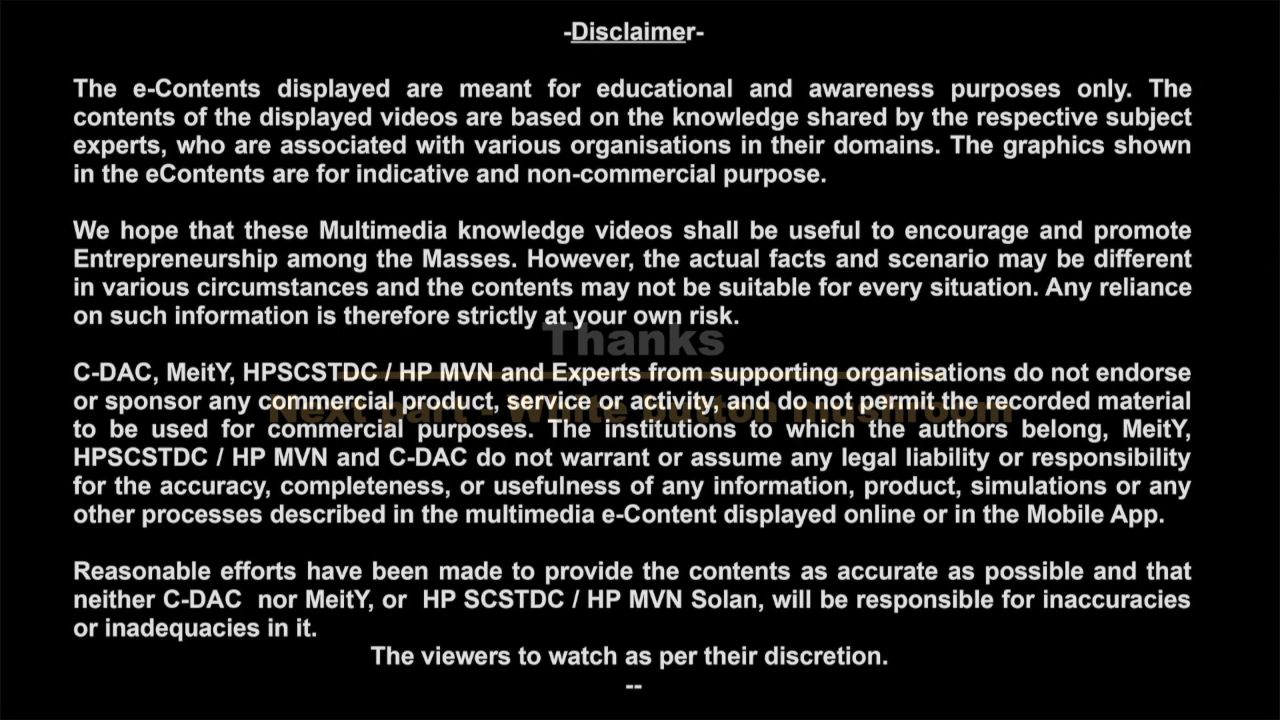 -Disclaimer-
The e-Contents displayed are meant for educational and awareness purposes only. The
contents of the displayed videos are based on the knowledge shared by the respective subject
experts, who are associated with various organisations in their domains. The graphics shown
in the eContents are for indicative and non-commercial purpose.
We hope that these Multimedia knowledge videos shall be useful to encourage and promote
Entrepreneurship among the Masses. However, the actual facts and scenario may be different
in various circumstances and the contents may not be suitable for every situation. Any reliance
on such information is therefore strictly at your own risk.
Thanks
C-DAC, MeitY, HPSCSTDC / HP MVN and Experts from supporting organisations do not endorse
or sponsor any commercial product, service or activity, and do not permit the recorded material
Next part - White button mushroom
to be used for commercial purposes. The institutions to which the authors belong, MeitY,
HPSCSTDC / HP MVN and C-DAC do not warrant or assume any legal liability or responsibility
for the accuracy, completeness, or usefulness of any information, product, simulations or any
other processes described in the multimedia e-Content displayed online or in the Mobile App.
Reasonable efforts have been made to provide the contents as accurate as possible and that
neither C-DAC nor MeitY, or HP SCSTDC / HP MVN Solan, will be responsible for inaccuracies
or inadequacies in it.
The viewers to watch as per their discretion.
--